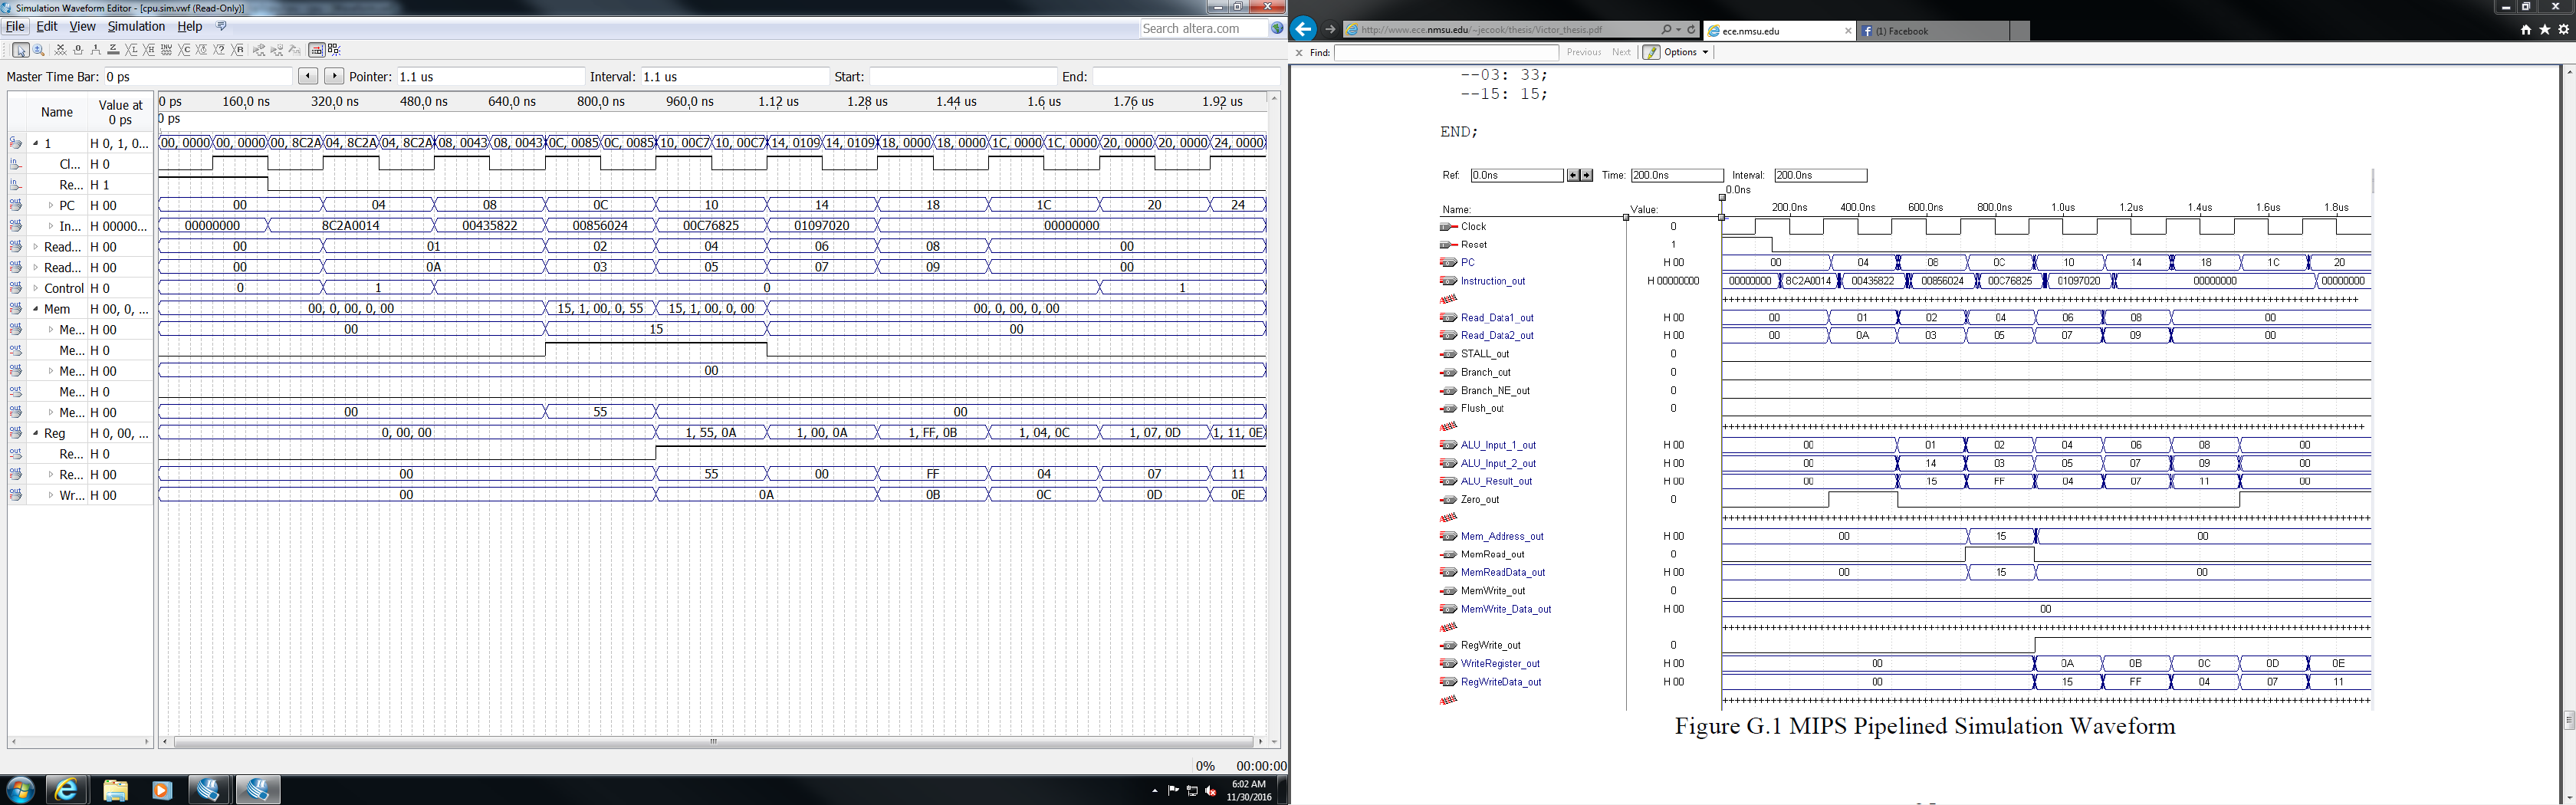 Simulation Waveform Editor - [cpu.sim.vwf (Read-Only)]
File Edit View Simulation Help
Search altera.com
Master Time Bar: 0 ps Pointer: 1.1 us Interval: 1.1 us Start: End:
Name Value at 0 ps
0 ps 160,0 ns 320,0 ns 480,0 ns 640,0 ns 800,0 ns 960,0 ns 1.12 us 1.28 us 1.44 us 1.6 us 1.76 us 1.92 us
0 ps
1 H 0, 1, 0... 00, 0000 00, 0000 00, 8C2A 04, 8C2A 04, 8C2A 08, 0043 08, 0043 0C, 0085 0C, 0085 10, 00C7 10, 00C7 14, 0109 14, 0109 18, 0000 18, 0000 1C, 0000 1C, 0000 20, 0000 20, 0000 24, 0000
Cl... H 0
Re... H 1
PC H 00 00 04 08 0C 10 14 18 1C 20 24
In... H 00000... 00000000 8C2A0014 00435822 00856024 00C76825 01097020 00000000
Read... H 00 00 01 02 04 06 08 00
Read... H 00 00 0A 03 05 07 09 00
Control H 0 0 1 0 1
Mem H 00, 0, ... 00, 0, 00, 0, 00 15, 1, 00, 0, 55 15, 1, 00, 0, 00 00, 0, 00, 0, 00
Me... H 00 00 15 00
Me... H 0
Me... H 00 00
Me... H 0
Me... H 00 00 55 00
Reg H 0, 00, ... 0, 00, 00 1, 55, 0A 1, 00, 0A 1, FF, 0B 1, 04, 0C 1, 07, 0D 1, 11, 0E
Re... H 0
Re... H 00 00 55 00 FF 04 07 11
Wr... H 00 00 0A 0B 0C 0D 0E
0% 00:00:00
6:02 AM
11/30/2016
http://www.ece.nmsu.edu/~jecook/thesis/Victor_thesis.pdf ece.nmsu.edu (1) Facebook
Find: Previous Next Options
--03: 33;
--15: 15;
END;
Ref: 0.0ns Time: 200.0ns Interval: 200.0ns
0.0ns
Name: Value: 200.0ns 400.0ns 600.0ns 800.0ns 1.0us 1.2us 1.4us 1.6us 1.8us
Clock 0
Reset 1
PC H 00 00 04 08 0C 10 14 18 1C 20
Instruction_out H 00000000 00000000 8C2A0014 00435822 00856024 00C76825 01097020 00000000 00000000
Read_Data1_out H 00 00 01 02 04 06 08 00
Read_Data2_out H 00 00 0A 03 05 07 09 00
STALL_out 0
Branch_out 0
Branch_NE_out 0
Flush_out 0
ALU_Input_1_out H 00 00 01 02 04 06 08 00
ALU_Input_2_out H 00 00 14 03 05 07 09 00
ALU_Result_out H 00 00 15 FF 04 07 11 00
Zero_out 0
Mem_Address_out H 00 00 15 00
MemRead_out 0
MemReadData_out H 00 00 15 00
MemWrite_out 0
MemWrite_Data_out H 00 00
RegWrite_out 0
WriteRegister_out H 00 00 0A 0B 0C 0D 0E
RegWriteData_out H 00 00 15 FF 04 07 11
Figure G.1 MIPS Pipelined Simulation Waveform